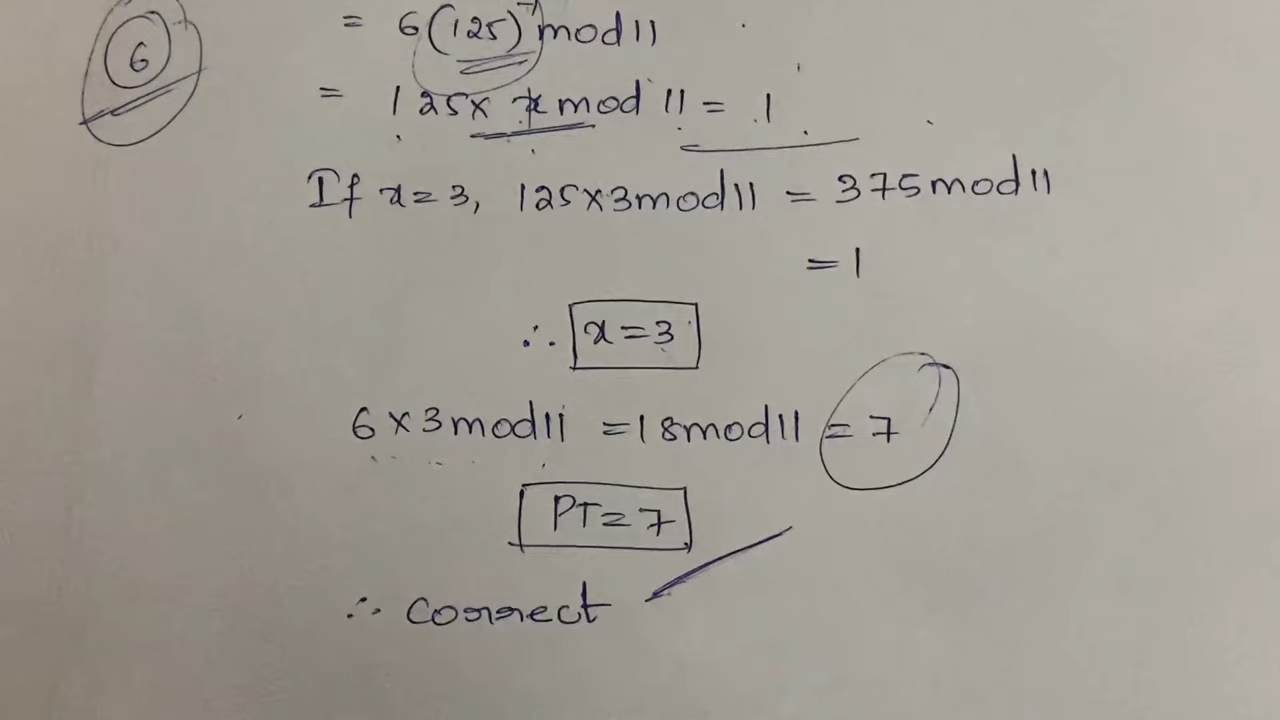 6
= 6(125)⁻¹ mod 11
= 125 x x mod 11 = 1
If x = 3, 125 x 3 mod 11 = 375 mod 11
= 1
∴ x = 3
6 x 3 mod 11 = 18 mod 11 = 7
PT = 7
∴ correct